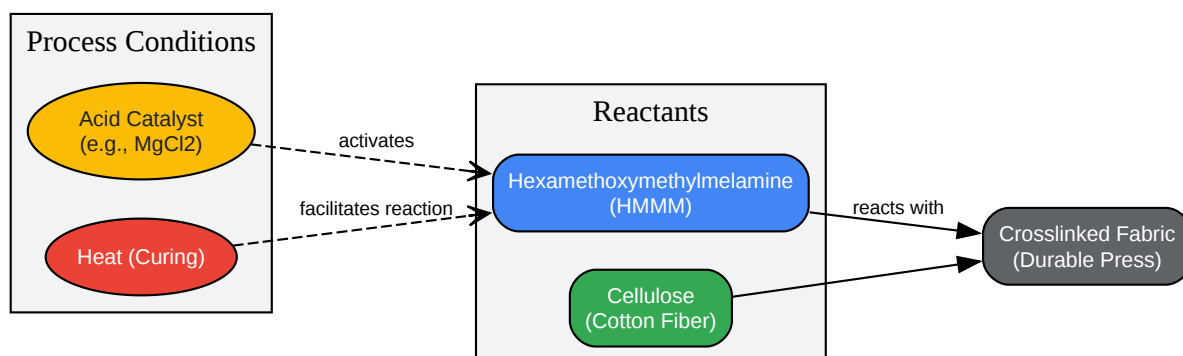 Process Conditions
Acid Catalyst
(e.g., MgCl2)
Heat (Curing)
activates
facilitates reaction
Reactants
Hexamethoxymethylmelamine
(HMMM)
Cellulose
(Cotton Fiber)
reacts with
Crosslinked Fabric
(Durable Press)